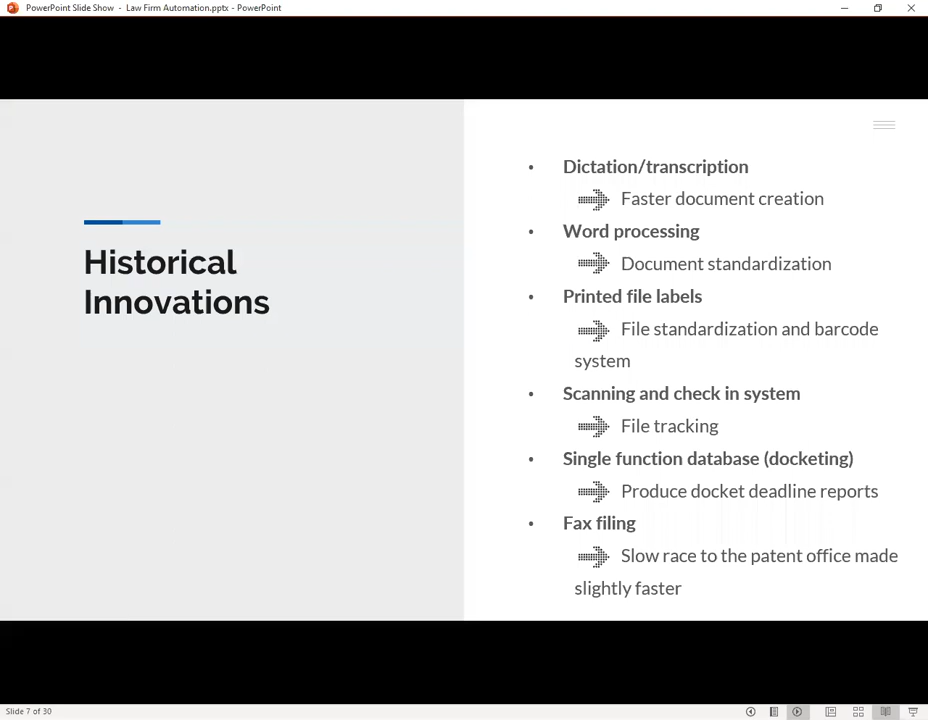 PowerPoint Slide Show - Law Firm Automation.pptx - PowerPoint
Historical
Innovations
• Dictation/transcription
Faster document creation
• Word processing
Document standardization
• Printed file labels
File standardization and barcode
system
• Scanning and check in system
File tracking
• Single function database (docketing)
Produce docket deadline reports
• Fax filing
Slow race to the patent office made
slightly faster
Slide 7 of 30